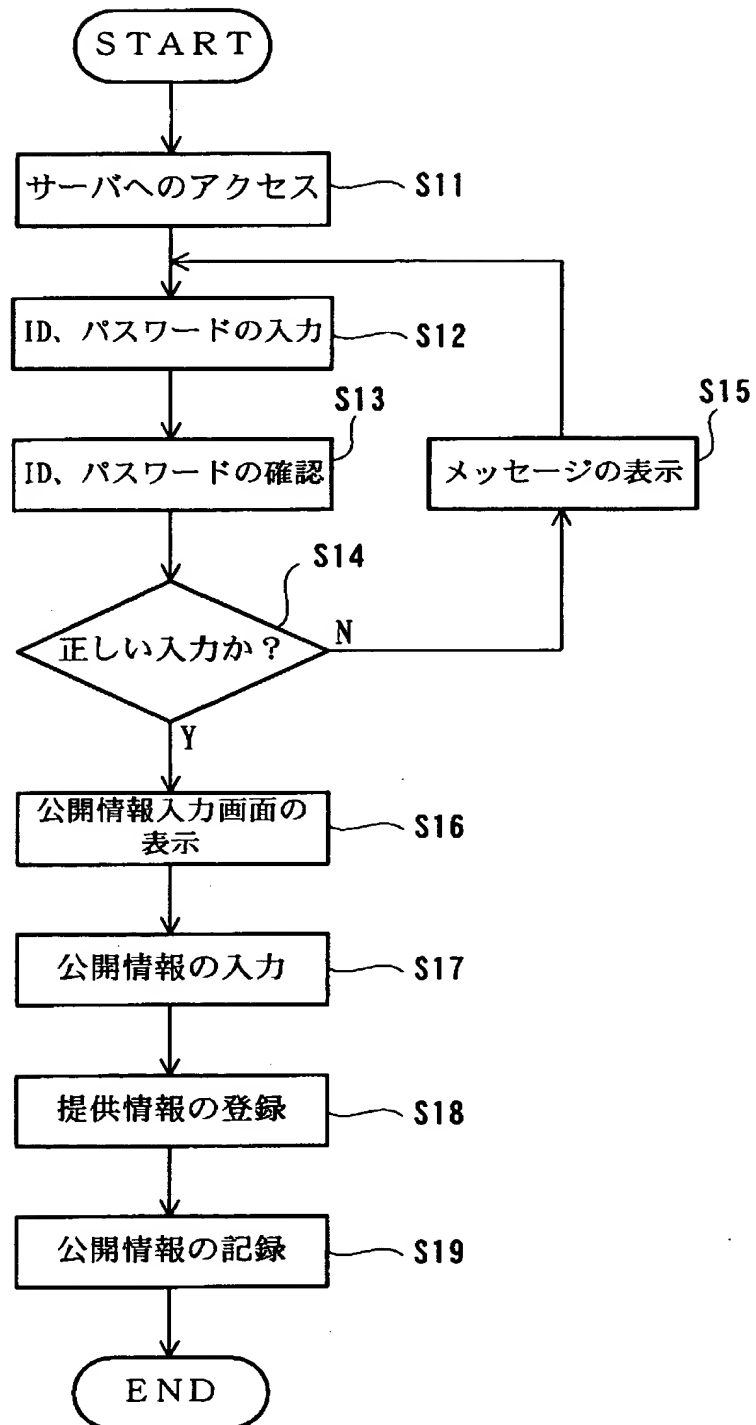 START
サーバへのアクセス
S11
ID、パスワードの入力
S12
S13
ID、パスワードの確認
S15
メッセージの表示
S14
正しい入力か？
N
Y
公開情報入力画面の
表示
S16
公開情報の入力
S17
提供情報の登録
S18
公開情報の記録
S19
END